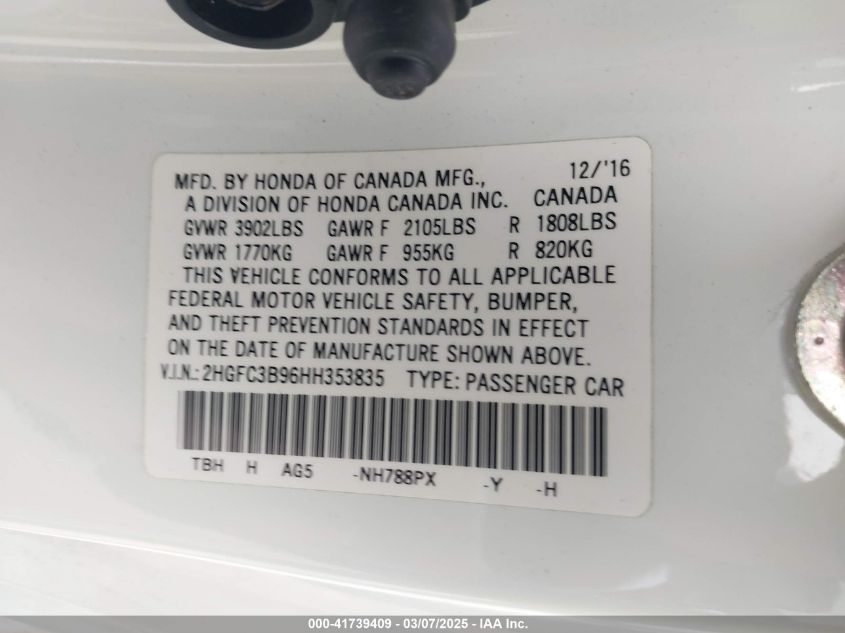 12/'16
MFD. BY HONDA OF CANADA MFG.,
A DIVISION OF HONDA CANADA INC. CANADA
GVWR 3902LBS GAWR F 2105LBS R 1808LBS
GVWR 1770KG GAWR F 955KG R 820KG
THIS VEHICLE CONFORMS TO ALL APPLICABLE
FEDERAL MOTOR VEHICLE SAFETY, BUMPER,
AND THEFT PREVENTION STANDARDS IN EFFECT
ON THE DATE OF MANUFACTURE SHOWN ABOVE.
V.I.N.: 2HGFC3B96HH353835 TYPE: PASSENGER CAR
TBH H AG5 -NH788PX -Y -H
000-41739409 - 03/07/2025 - IAA Inc.